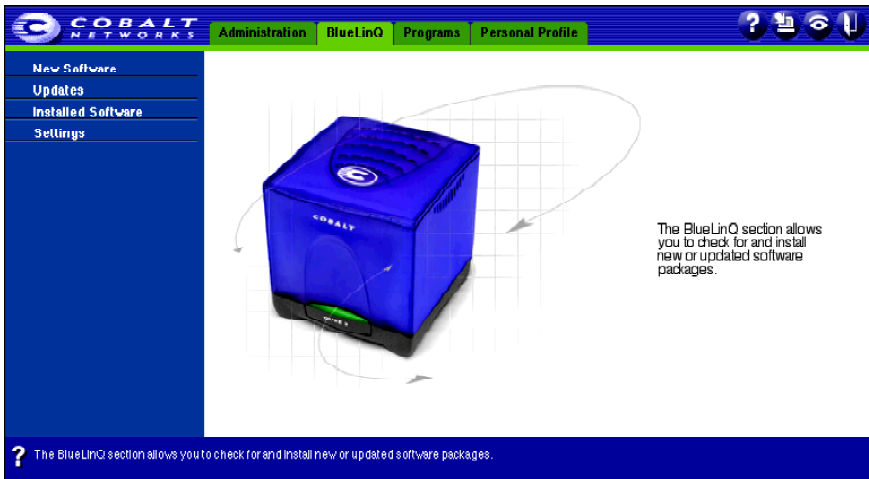 COBALT
NETWORKS
Administration
BlueLinQ
Programs
Personal Profile
New Software
Updates
Installed Software
Settings
COBALT
The BlueLinQ section allows
you to check for and install
new or updated software
packages.
? The BlueLinQ section allows you to check for and install new or updated software packages.